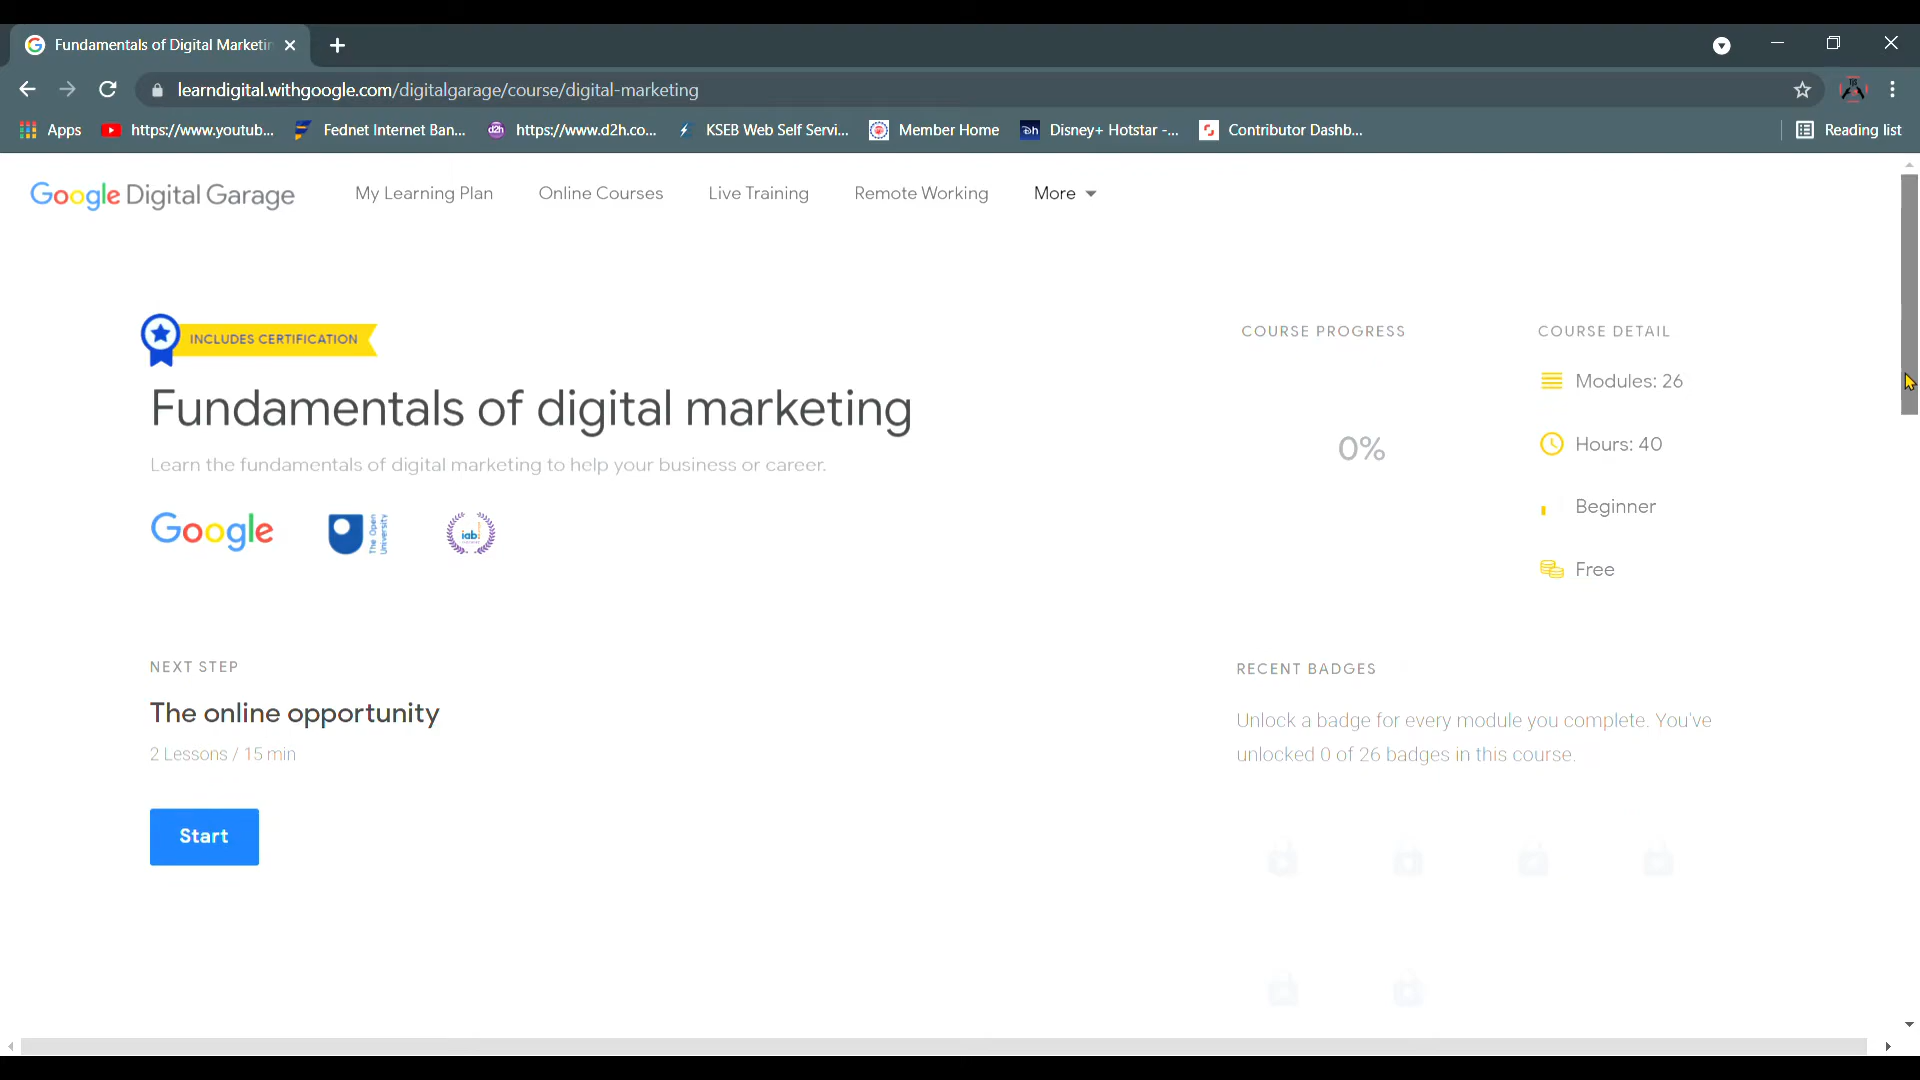 Fundamentals of Digital Marketin
learndigital.withgoogle.com/digitalgarage/course/digital-marketing
Apps https://www.youtub... Fednet Internet Ban... https://www.d2h.co... KSEB Web Self Servi... Member Home Disney+ Hotstar -... Contributor Dashb... Reading list
Google Digital Garage My Learning Plan Online Courses Live Training Remote Working More
INCLUDES CERTIFICATION
Fundamentals of digital marketing
Learn the fundamentals of digital marketing to help your business or career.
Google The Open University iab
NEXT STEP
The online opportunity
2 Lessons / 15 min
Start
COURSE PROGRESS
0%
COURSE DETAIL
Modules: 26
Hours: 40
Beginner
Free
RECENT BADGES
Unlock a badge for every module you complete. You've
unlocked 0 of 26 badges in this course.